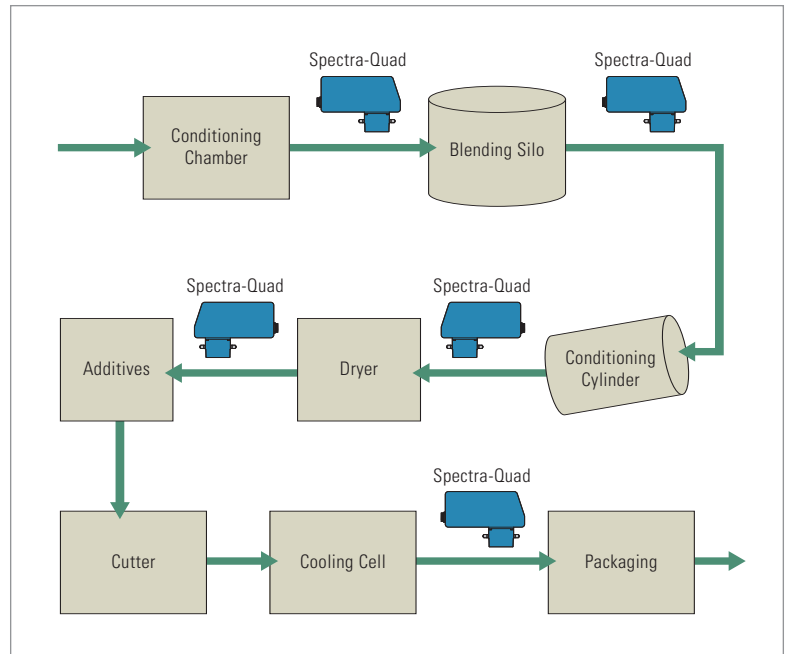 Spectra-Quad
Spectra-Quad
Conditioning
Chamber
Blending Silo
Spectra-Quad
Spectra-Quad
Additives
Dryer
Conditioning
Cylinder
Spectra-Quad
Cutter
Cooling Cell
Packaging